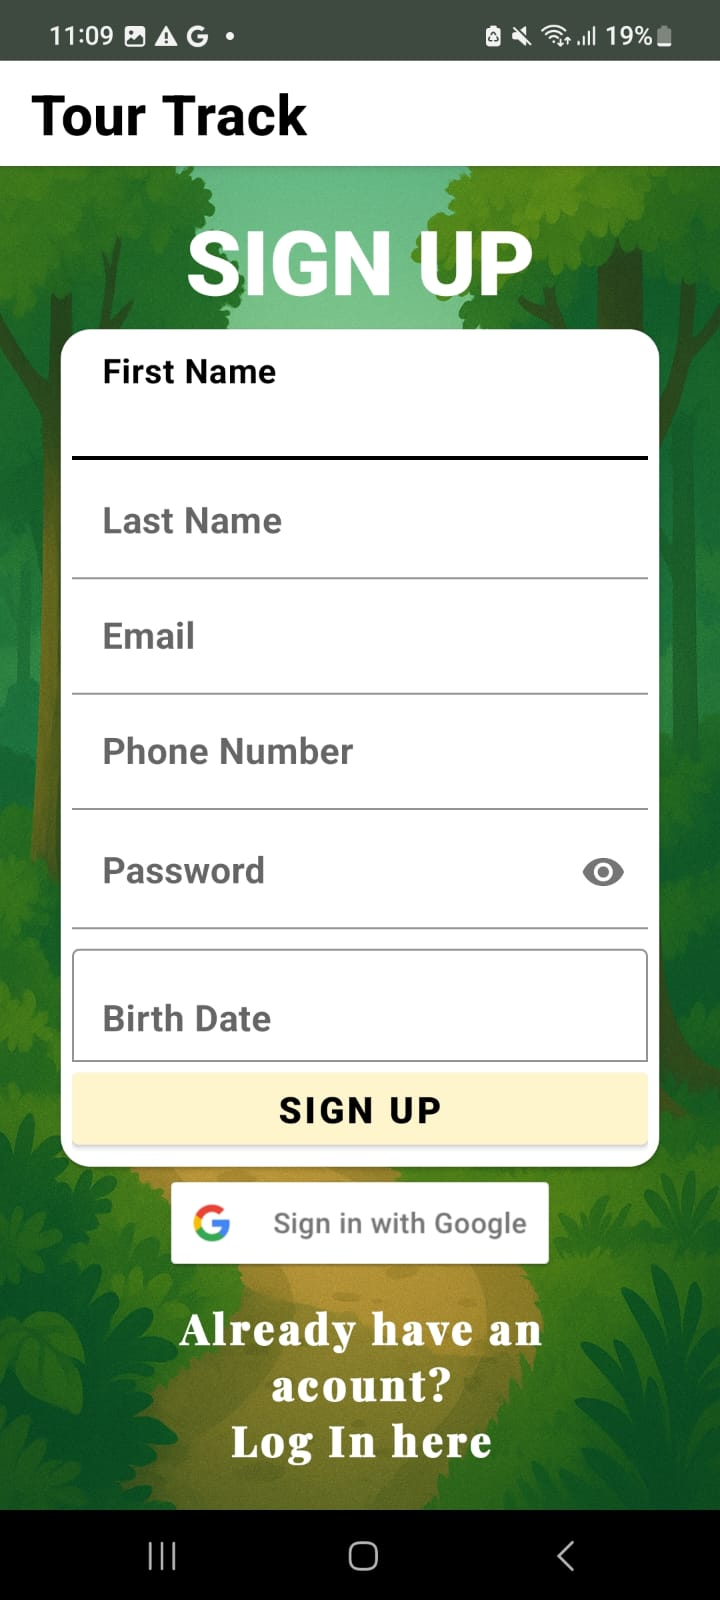 11:09 19%
Tour Track
SIGN UP
First Name
Last Name
Email
Phone Number
Password
Birth Date
SIGN UP
Sign in with Google
Already have an
acount?
Log In here